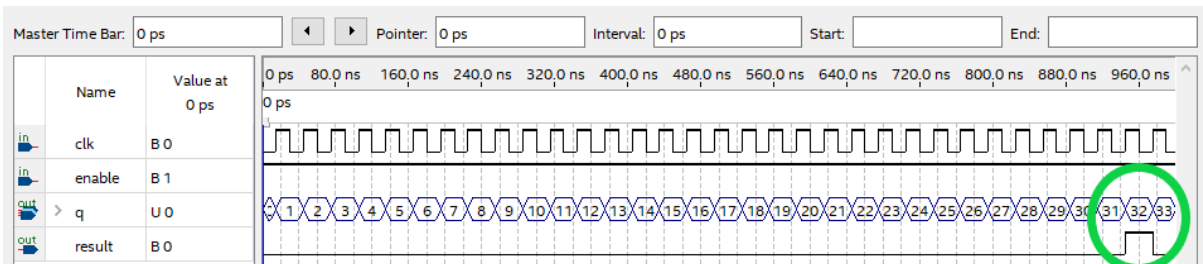 Master Time Bar: 0 ps Pointer: 0 ps Interval: 0 ps Start: End:
Name Value at 0 ps
0 ps 80.0 ns 160.0 ns 240.0 ns 320.0 ns 400.0 ns 480.0 ns 560.0 ns 640.0 ns 720.0 ns 800.0 ns 880.0 ns 960.0 ns
0 ps
in clk B 0
in enable B 1
out > q U 0 1 2 3 4 5 6 7 8 9 10 11 12 13 14 15 16 17 18 19 20 21 22 23 24 25 26 27 28 29 30 31 32 33
out result B 0